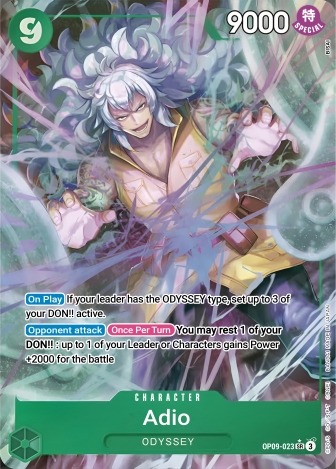 9
9000
特
SPECIAL
On Play If your leader has the ODYSSEY type, set up to 3 of
your DON!! active.
Opponent attack Once Per Turn You may rest 1 of your
DON!! : up to 1 of your Leader or Characters gains Power
+2000 for the battle
CHARACTER
Adio
ODYSSEY
OP09-023 SR 3